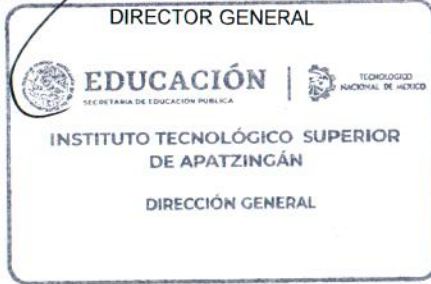 DIRECTOR GENERAL
EDUCACIÓN
SECRETARÍA DE EDUCACIÓN PÚBLICA
TECNOLÓGICO
NACIONAL DE MÉXICO
INSTITUTO TECNOLÓGICO SUPERIOR
DE APATZINGÁN
DIRECCIÓN GENERAL